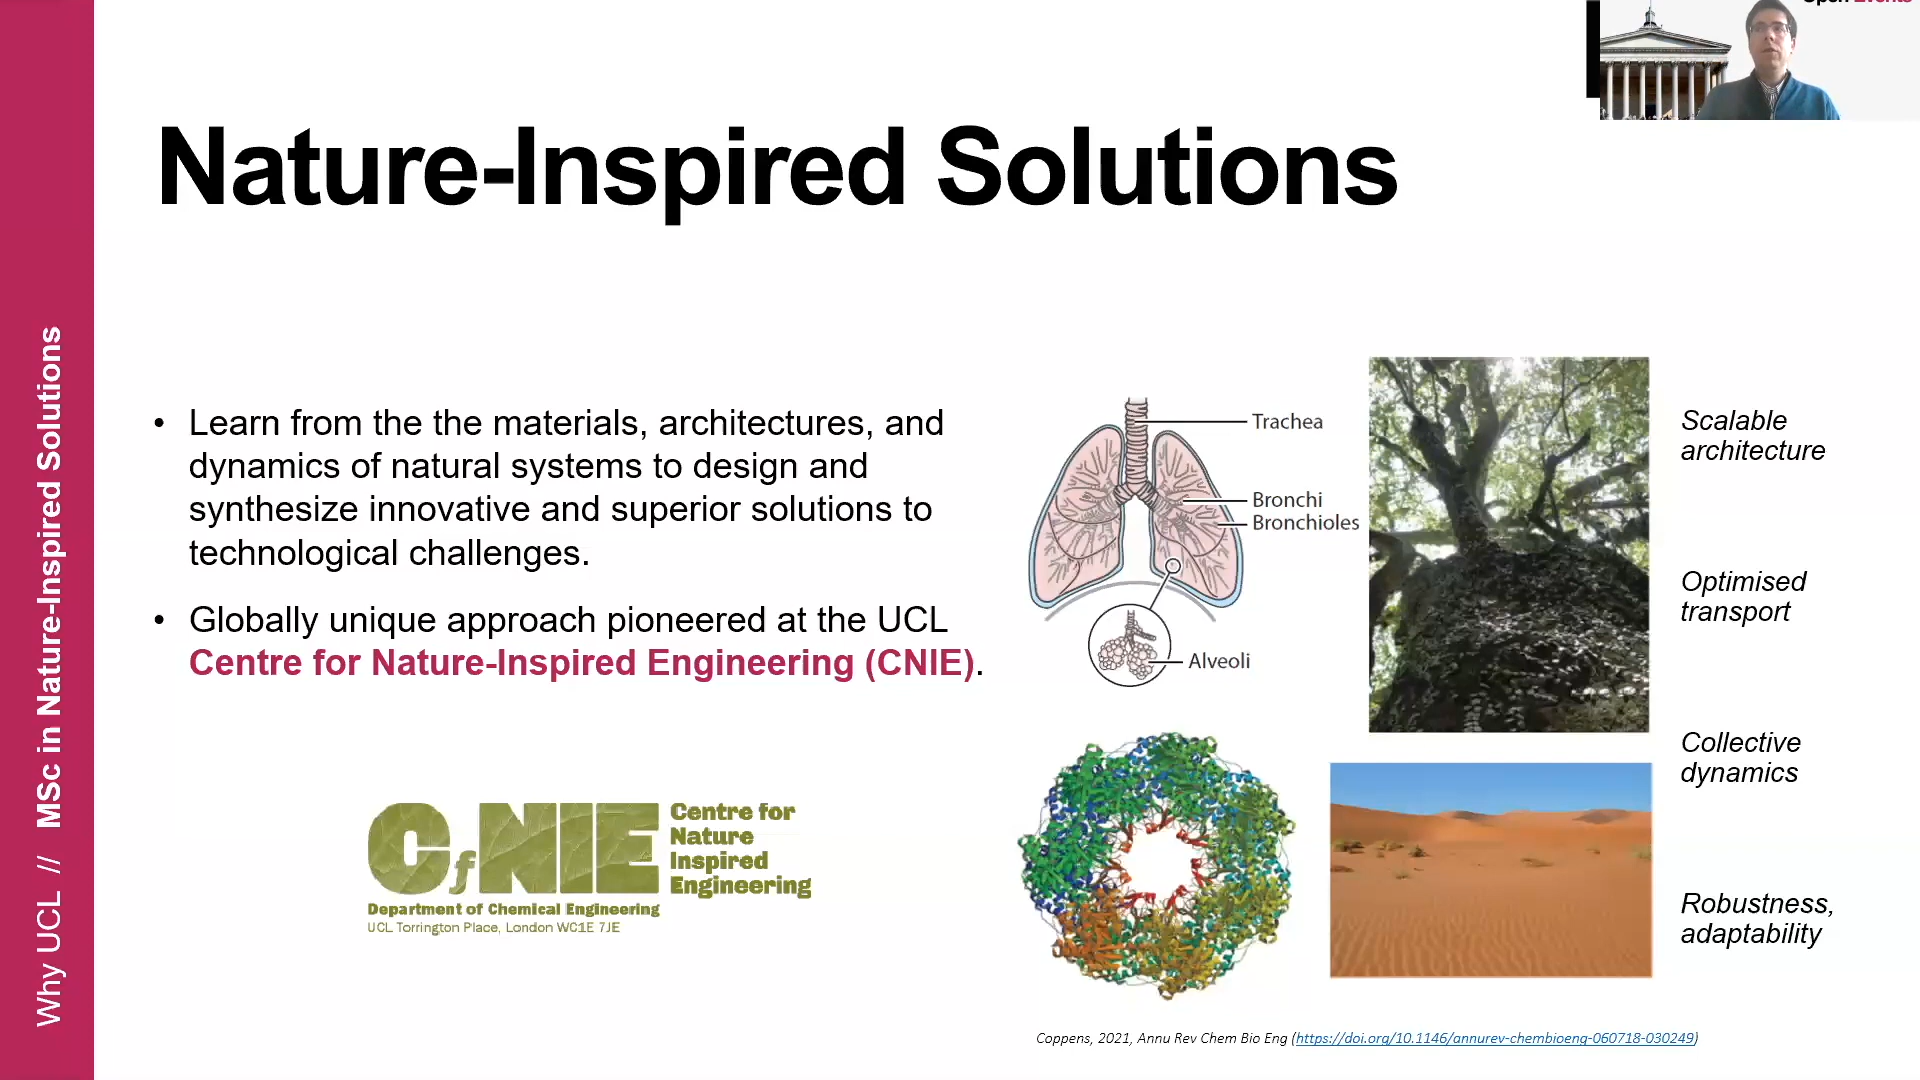 Open Events
Nature-Inspired Solutions
• Learn from the the materials, architectures, and
dynamics of natural systems to design and
synthesize innovative and superior solutions to
technological challenges.
• Globally unique approach pioneered at the UCL
Centre for Nature-Inspired Engineering (CNIE).
CfNIE
Centre for
Nature
Inspired
Engineering
Department of Chemical Engineering
UCL Torrington Place, London WC1E 7JE
Trachea
Bronchi
Bronchioles
Alveoli
Scalable
architecture
Optimised
transport
Collective
dynamics
Robustness,
adaptability
Coppens, 2021, Annu Rev Chem Bio Eng (https://doi.org/10.1146/annurev-chembioeng-060718-030249)
Why UCL // MSc in Nature-Inspired Solutions